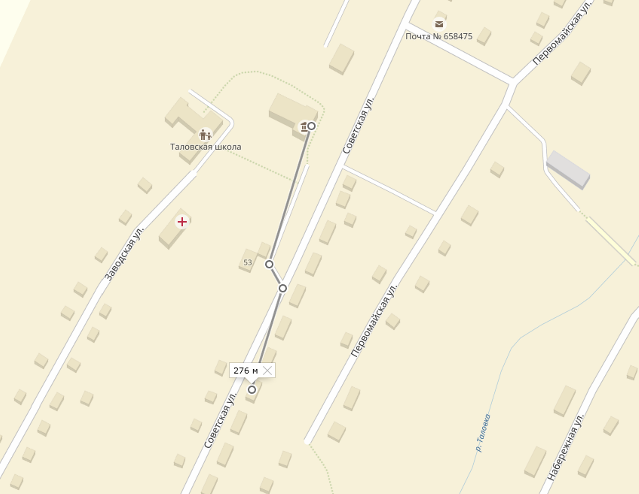 Почта № 658475
Первомайская ул.
Советская ул.
Таловская школа
Заводская ул.
53
Первомайская ул.
276 м
Советская ул.
р. Таловка
Набережная ул.